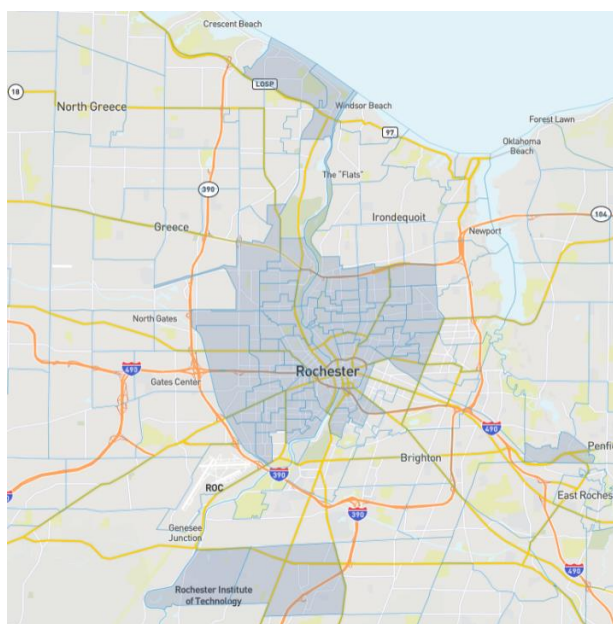 Crescent Beach
LOSP
18
North Greece
Windsor Beach
Forest Lawn
97
Oklahoma
Beach
The "Flats"
390
Irondequoit
104
Greece
Newport
North Gates
490
Rochester
Gates Center
490
Brighton
Penfi
390
ROC
East Roches
390
Genesee
Junction
490
Rochester Institute
of Technology